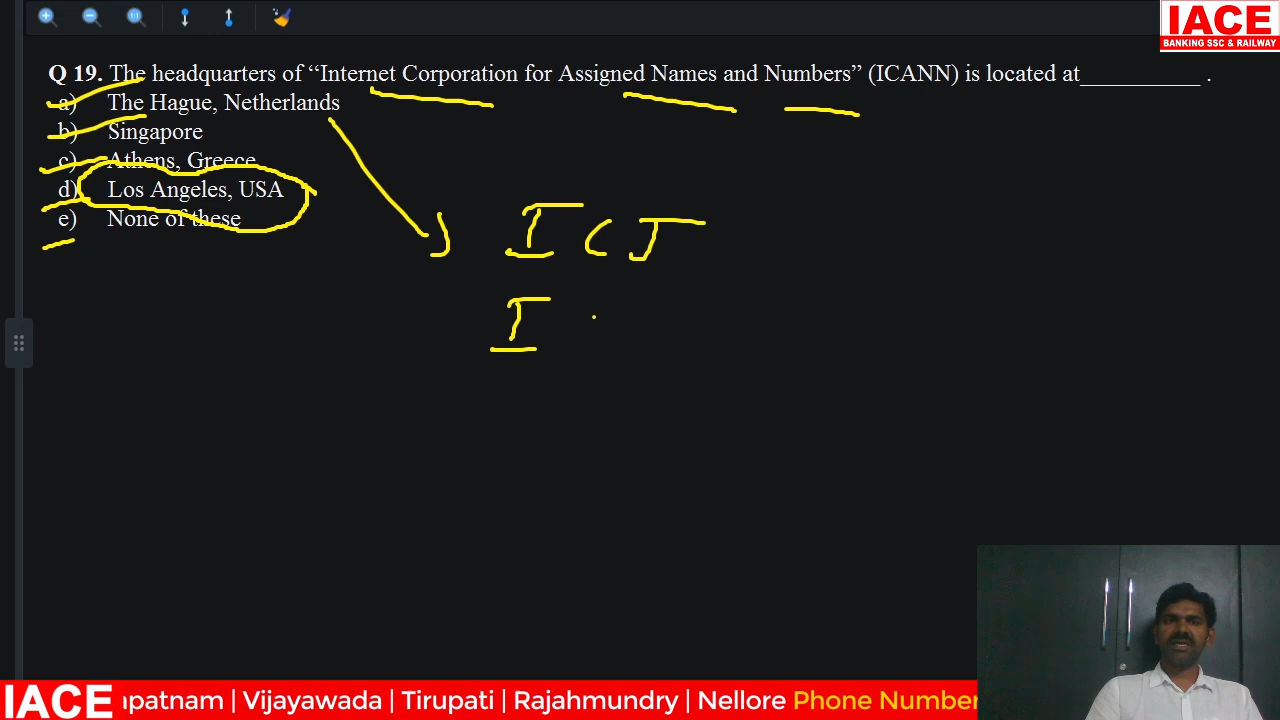 IACE
BANKING SSC & RAILWAY
Q 19. The headquarters of “Internet Corporation for Assigned Names and Numbers” (ICANN) is located at__________ .
a) The Hague, Netherlands
b) Singapore
c) Athens, Greece
d) Los Angeles, USA
e) None of these
ICJ
I
IACE
apatnam | Vijayawada | Tirupati | Rajahmundry | Nellore Phone Number